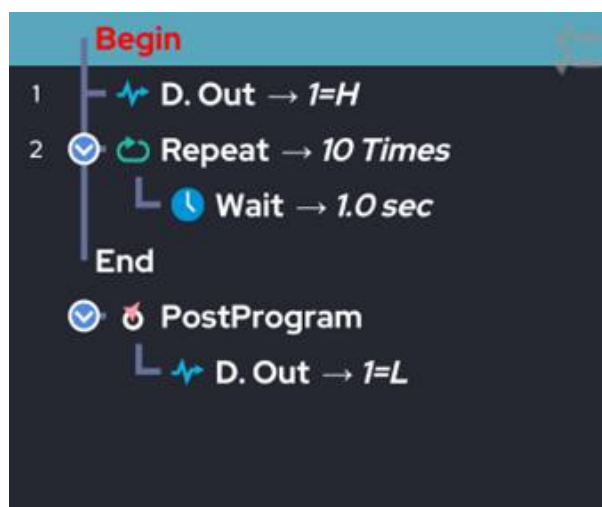 Begin
1 D. Out → 1=H
2 Repeat → 10 Times
Wait → 1.0 sec
End
PostProgram
D. Out → 1=L